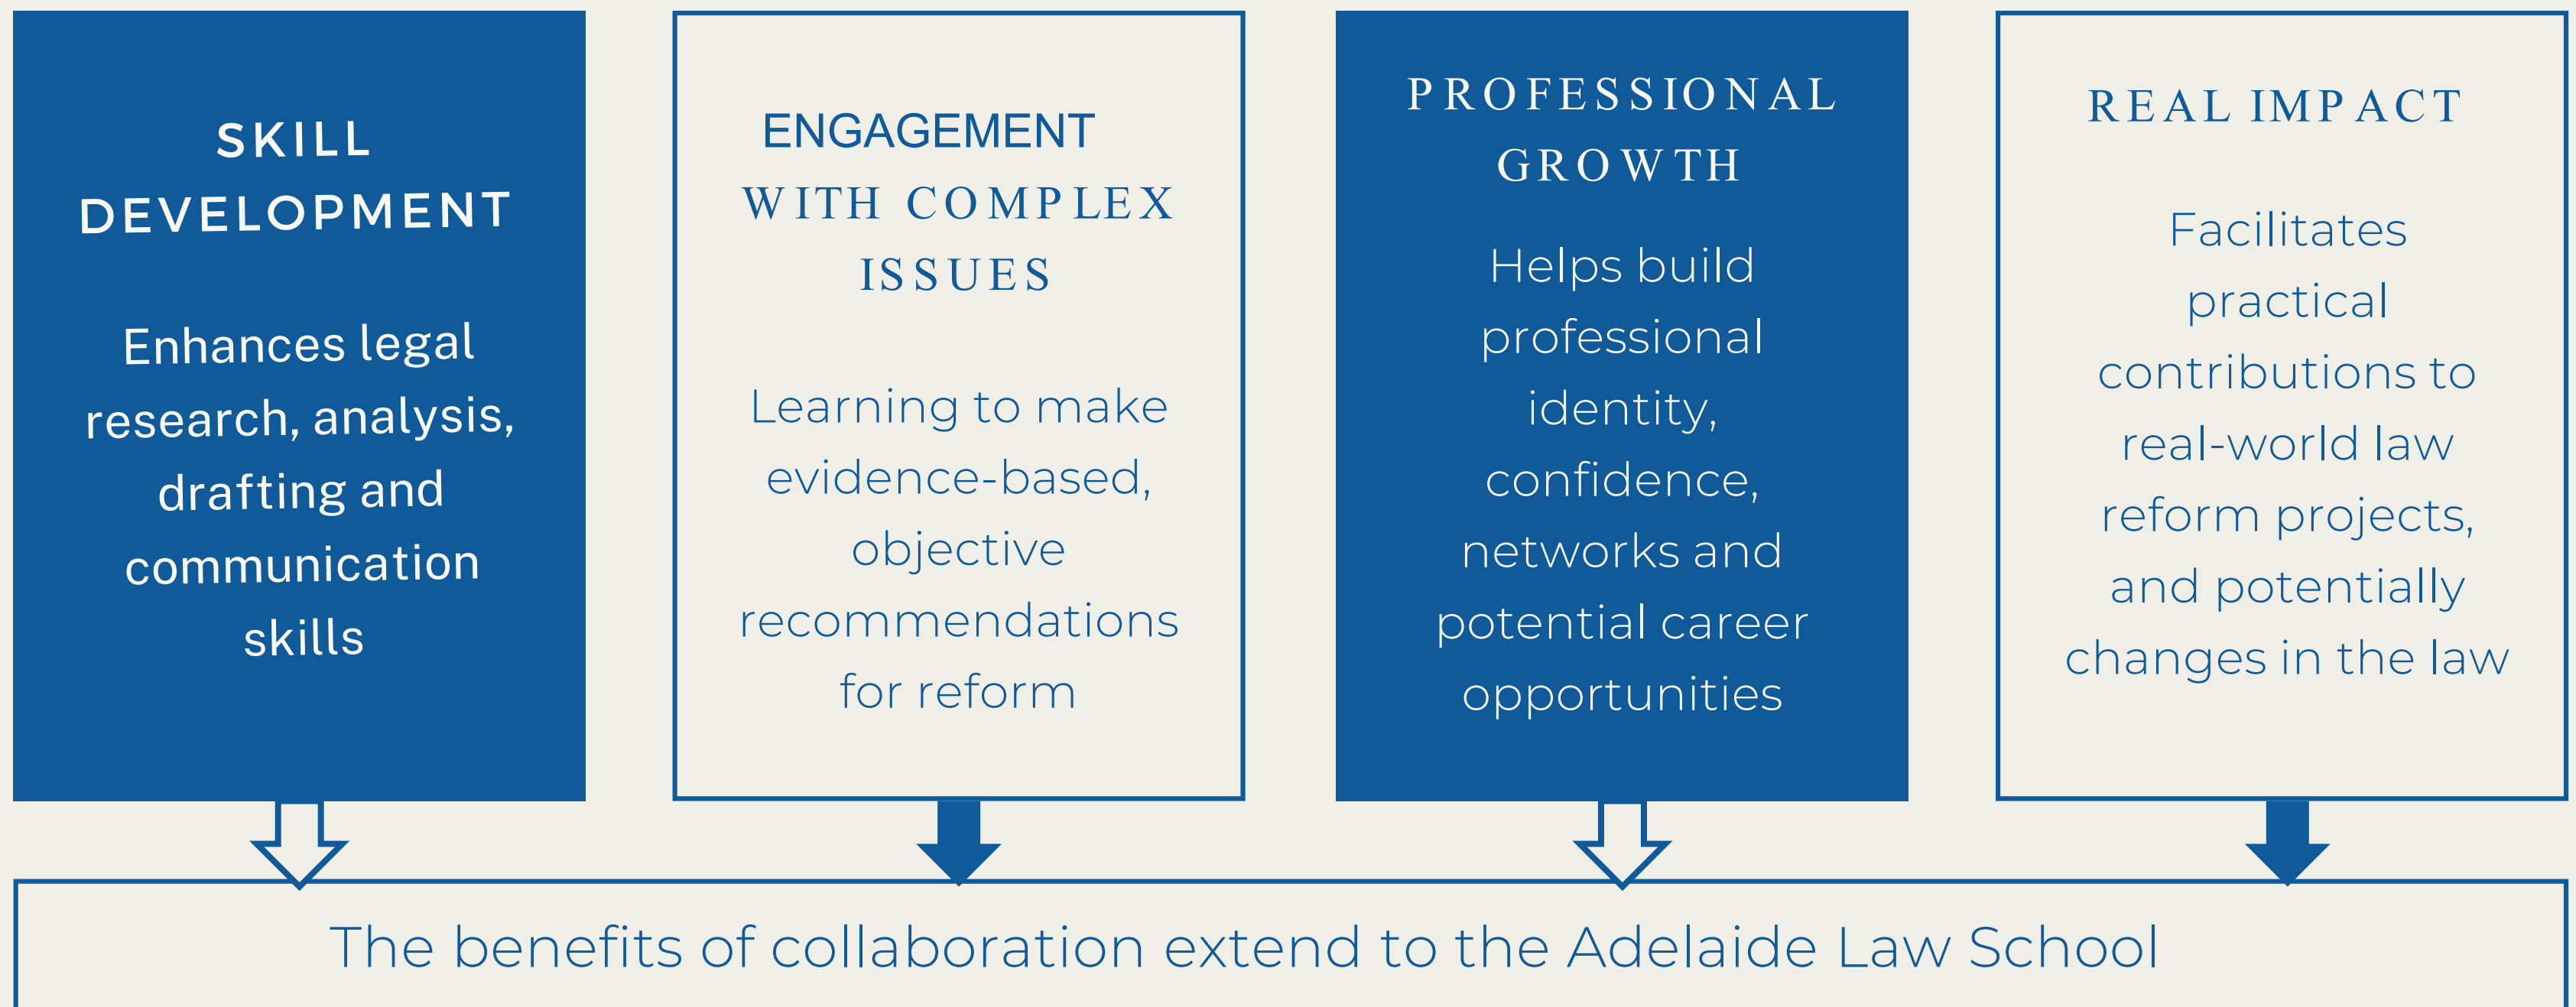 SKILL
DEVELOPMENT
Enhances legal
research, analysis,
drafting and
communication
skills
ENGAGEMENT
WITH COMPLEX
ISSUES
Learning to make
evidence-based,
objective
recommendations
for reform
PROFESSIONAL
GROWTH
Helps build
professional
identity,
confidence,
networks and
potential career
opportunities
REAL IMPACT
Facilitates
practical
contributions to
real-world law
reform projects,
and potentially
changes in the law
The benefits of collaboration extend to the Adelaide Law School